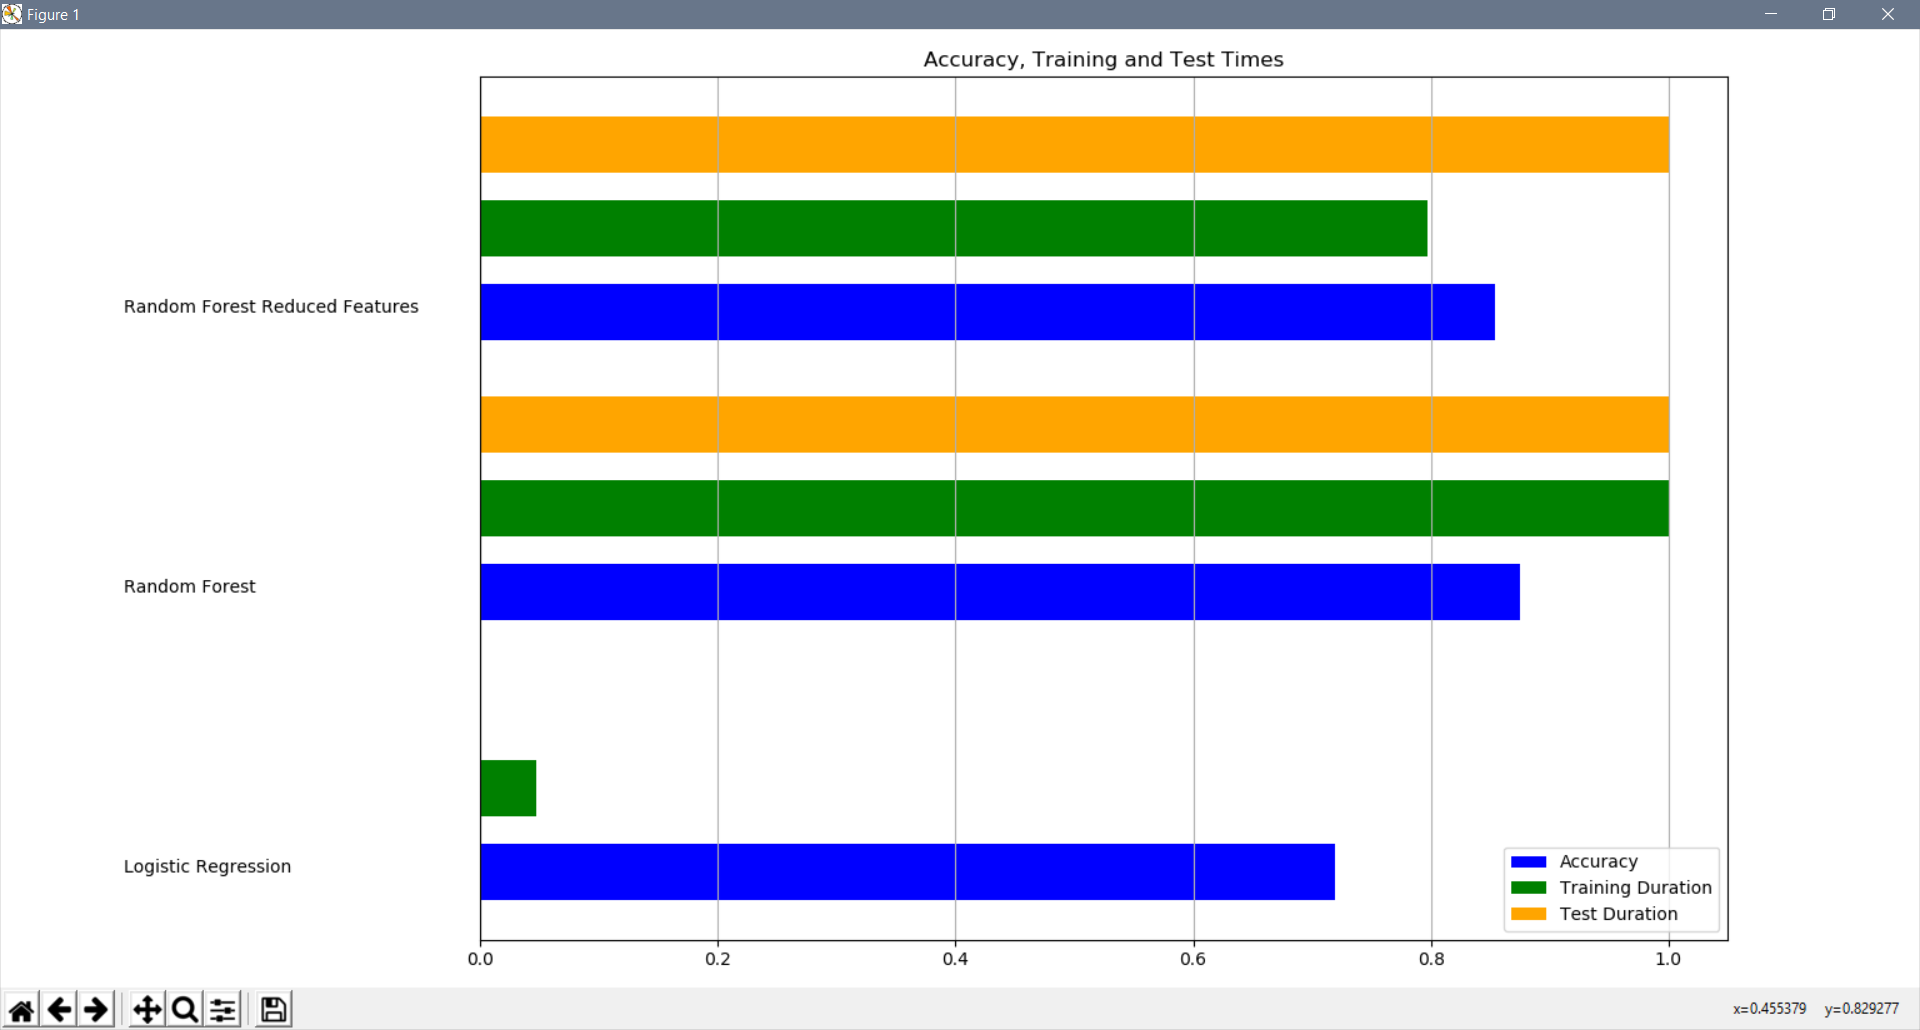 Figure 1
Accuracy, Training and Test Times
Random Forest Reduced Features
Random Forest
Logistic Regression
Accuracy
Training Duration
Test Duration
0.0 0.2 0.4 0.6 0.8 1.0
x=0.455379 y=0.829277